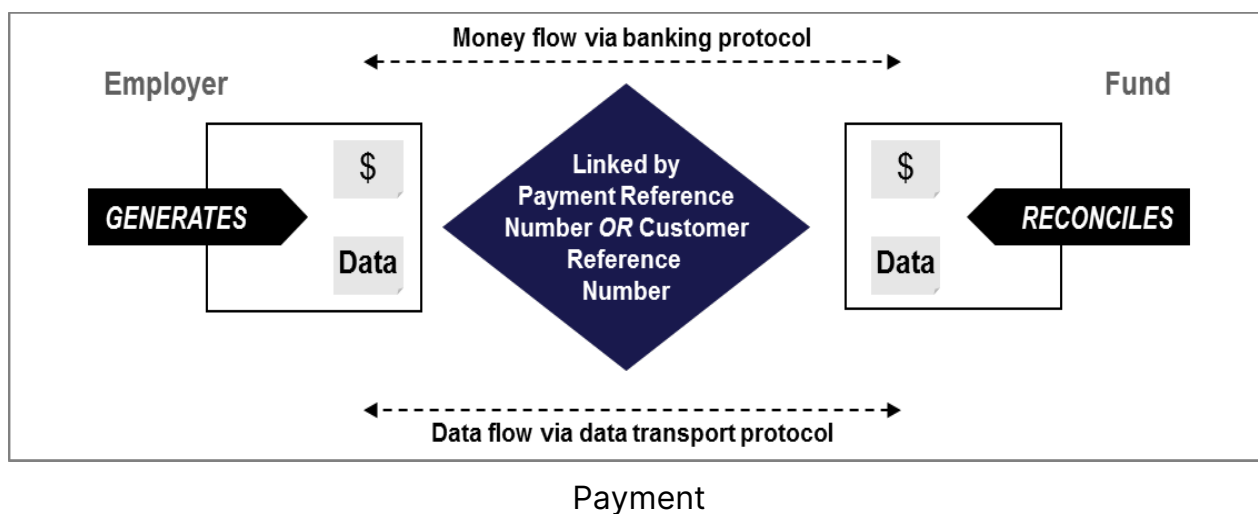 Money flow via banking protocol
Employer
Fund
$
Data
GENERATES
Linked by
Payment Reference
Number OR Customer
Reference
Number
$
Data
RECONCILES
Data flow via data transport protocol
Payment